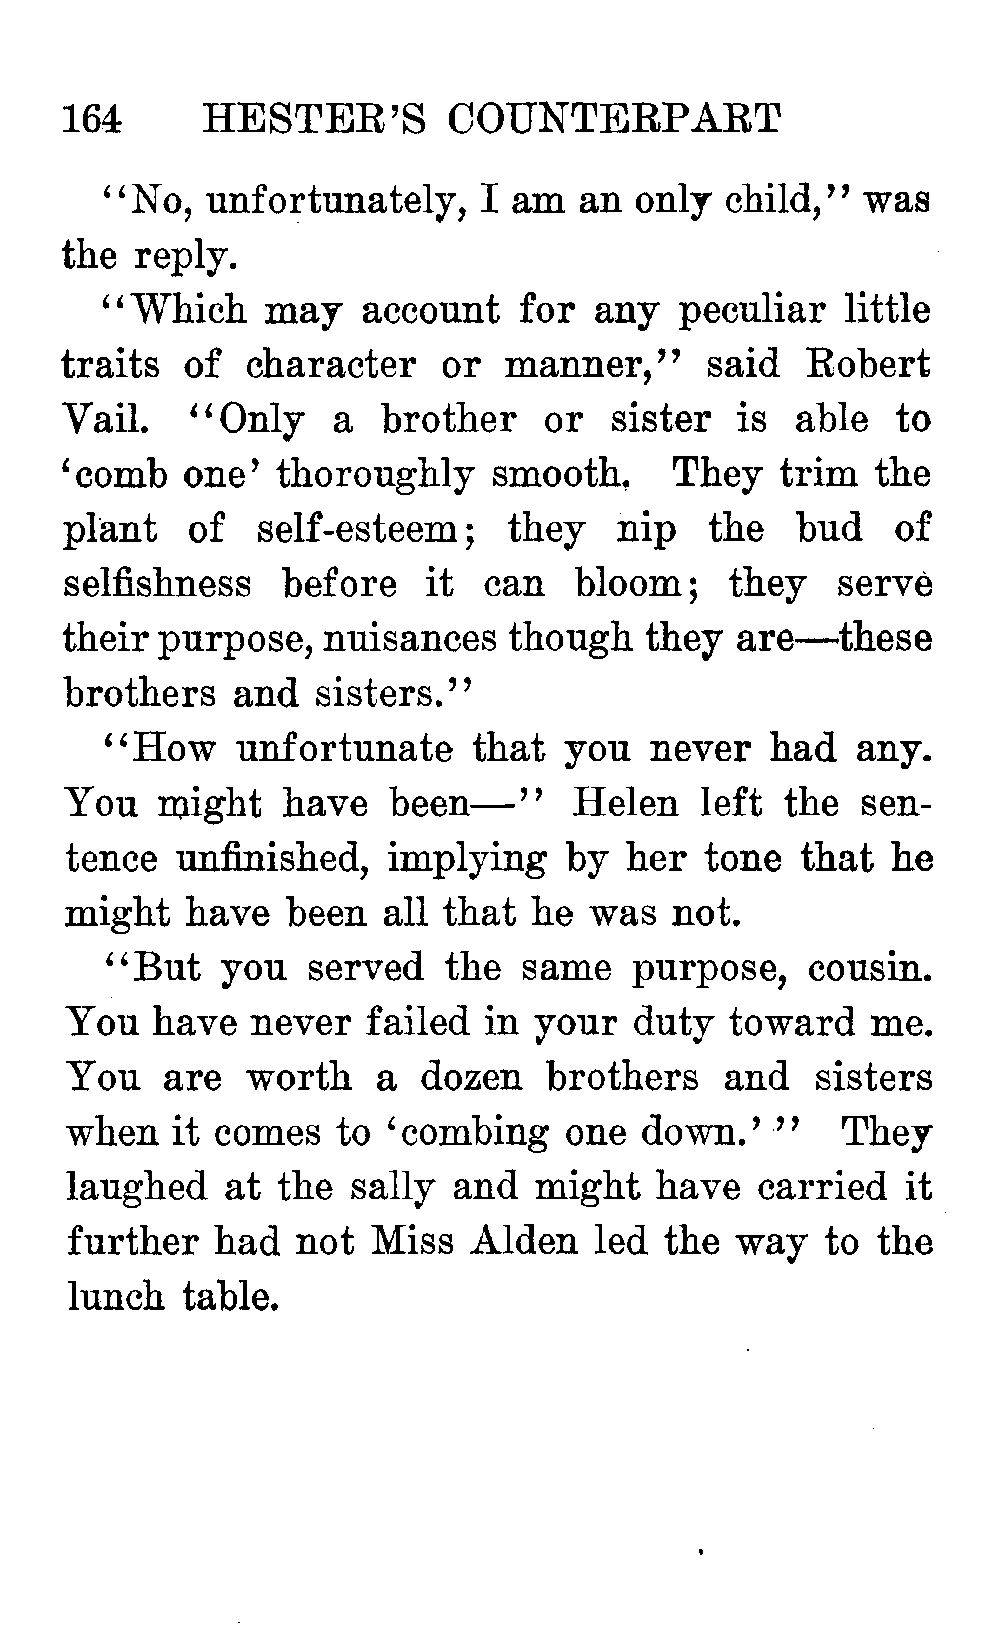 164 HESTER'S COUNTERPART
"No, unfortunately, I am an only child," was
the reply.
"Which may account for any peculiar little
traits of character or manner," said Robert
Vail. "Only a brother or sister is able to
'comb one' thoroughly smooth. They trim the
plant of self-esteem; they nip the bud of
selfishness before it can bloom; they serve
their purpose, nuisances though they are—these
brothers and sisters."
"How unfortunate that you never had any.
You might have been—" Helen left the sen-
tence unfinished, implying by her tone that he
might have been all that he was not.
"But you served the same purpose, cousin.
You have never failed in your duty toward me.
You are worth a dozen brothers and sisters
when it comes to 'combing one down.'" They
laughed at the sally and might have carried it
further had not Miss Alden led the way to the
lunch table.